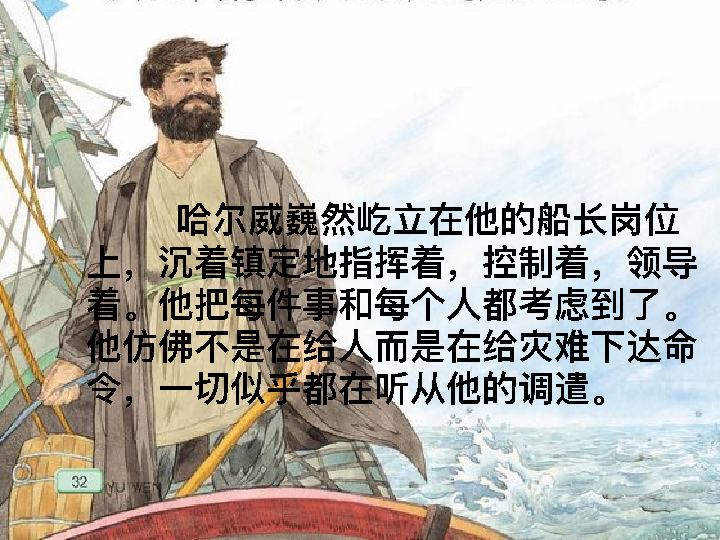 哈尔威巍然屹立在他的船长岗位
上，沉着镇定地指挥着，控制着，领导
着。他把每件事和每个人都考虑到了。
他仿佛不是在给人而是在给灾难下达命
令，一切似乎都在听从他的调遣。
32
YU WEN